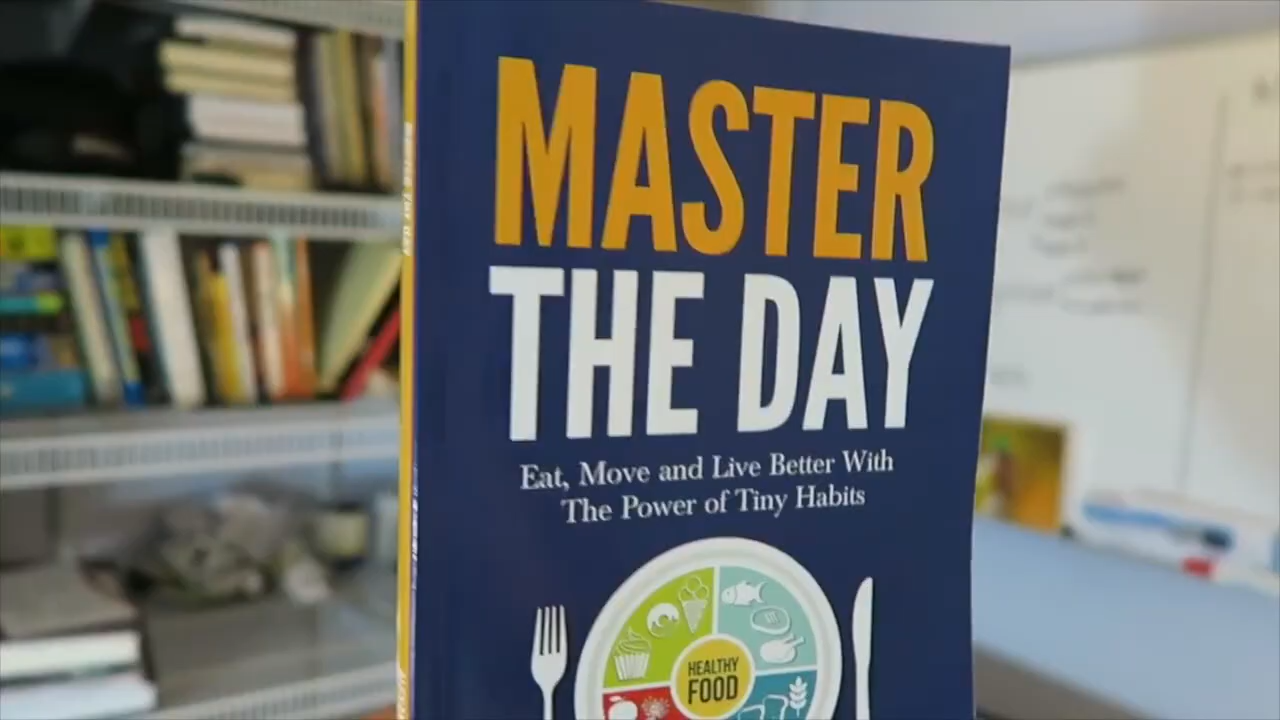 MASTER
THE DAY
Eat, Move and Live Better With
The Power of Tiny Habits
HEALTHY
FOOD